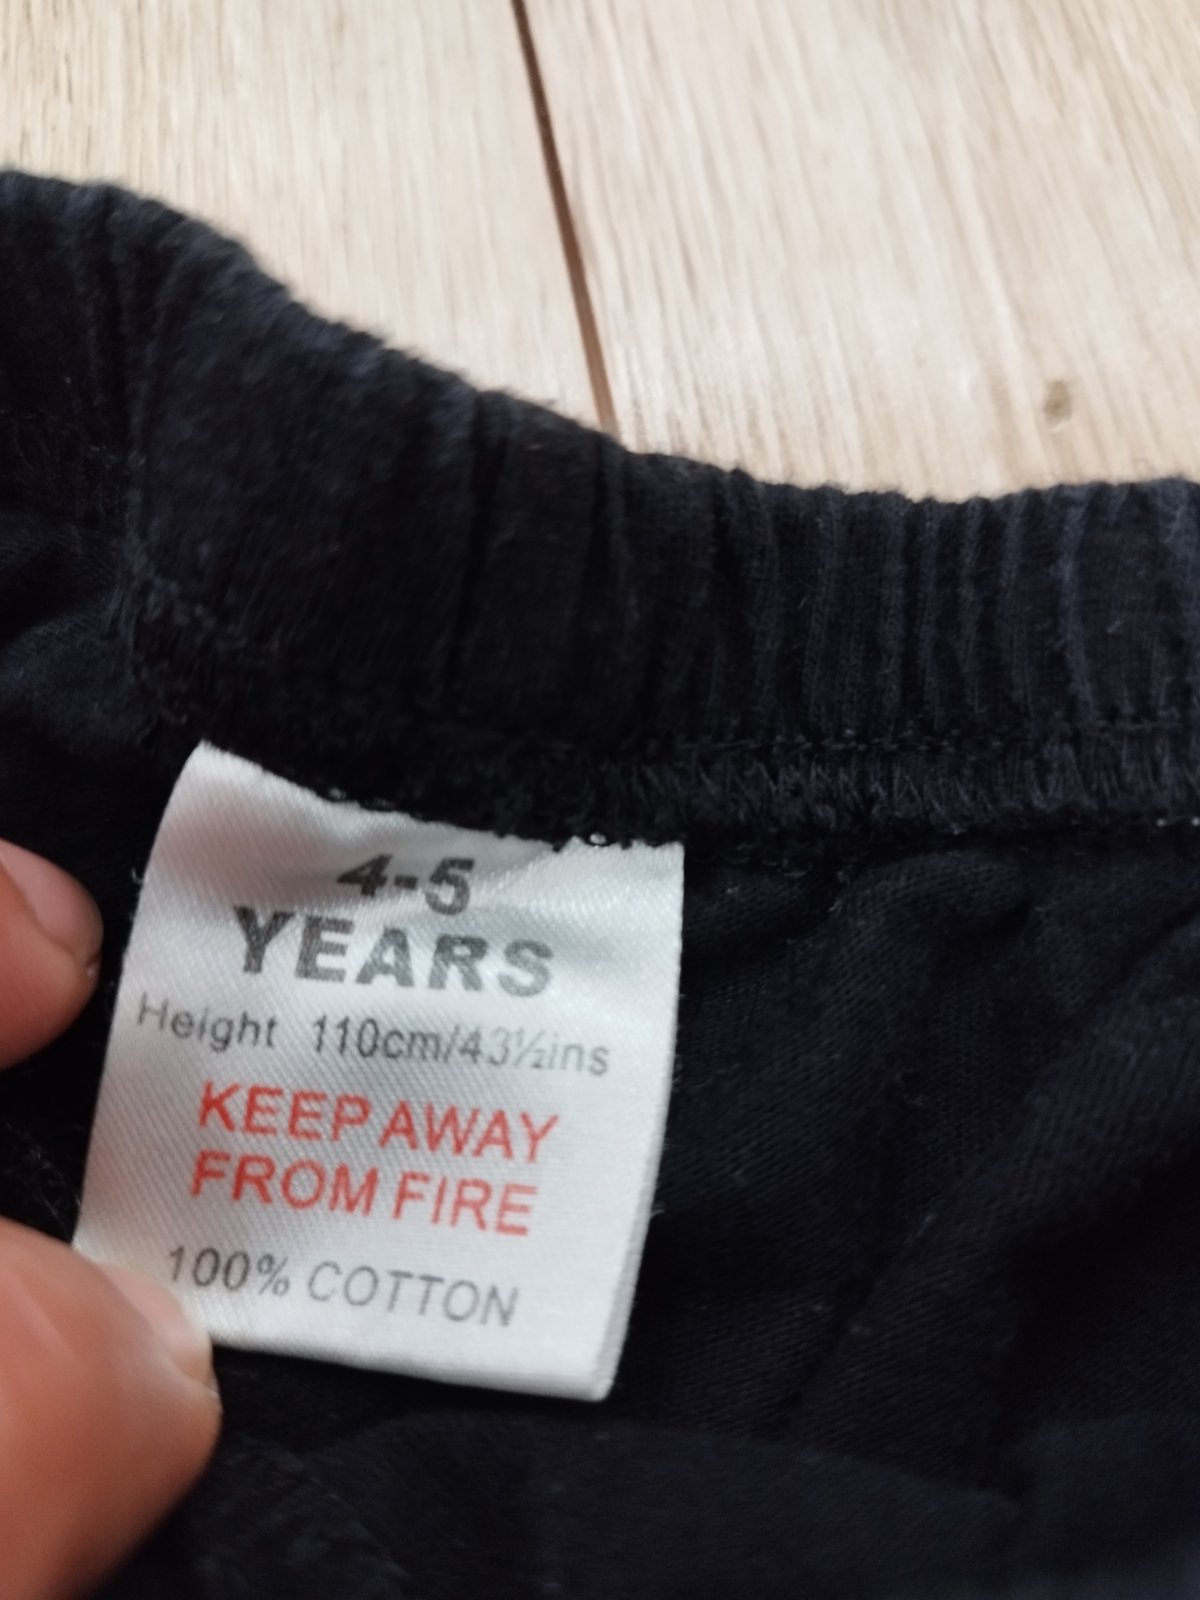 4-5
YEARS
Height 110cm/43½ins
KEEP AWAY
FROM FIRE
100% COTTON